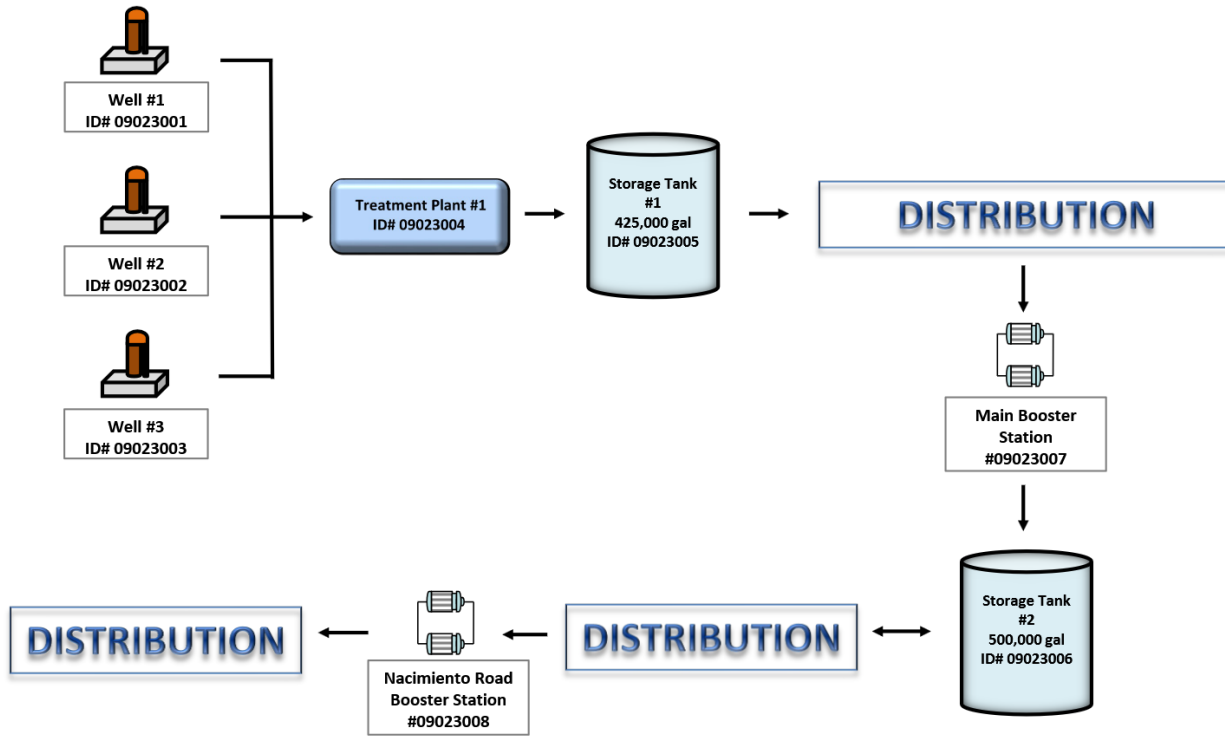 Well #1
ID# 09023001
Well #2
ID# 09023002
Well #3
ID# 09023003
Treatment Plant #1
ID# 09023004
Storage Tank
#1
425,000 gal
ID# 09023005
DISTRIBUTION
Main Booster
Station
#09023007
Storage Tank
#2
500,000 gal
ID# 09023006
DISTRIBUTION
Nacimiento Road
Booster Station
#09023008
DISTRIBUTION